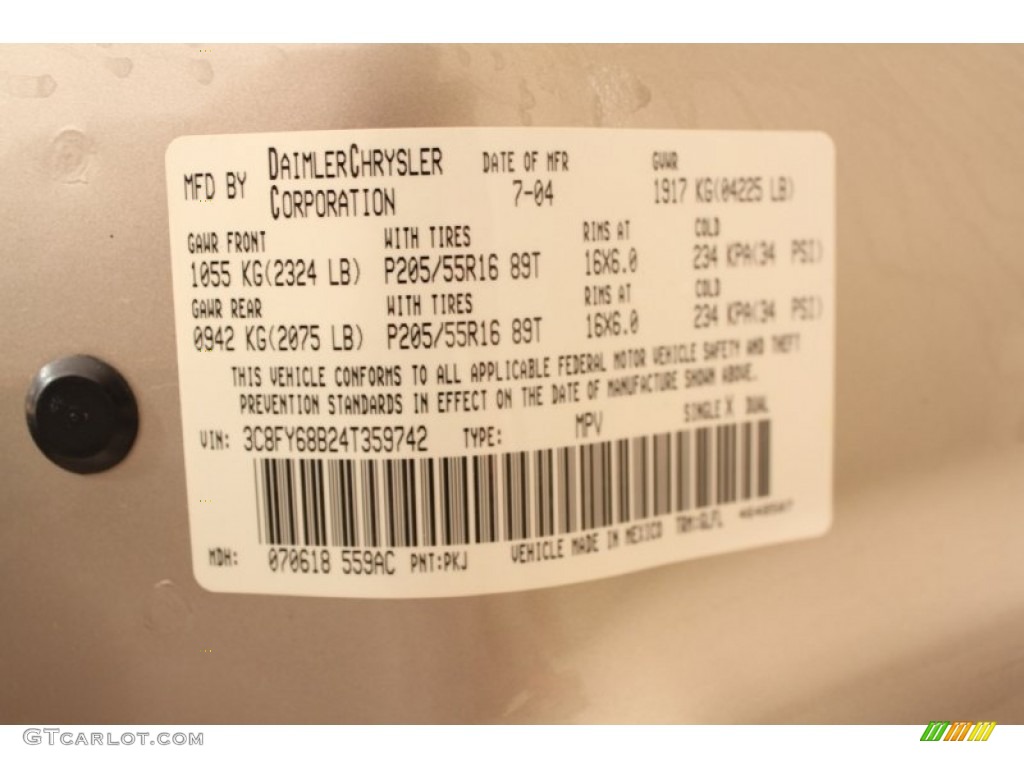 MFD BY DAIMLERCHRYSLER CORPORATION DATE OF MFR 7-04 GVWR 1917 KG(04225 LB)
GAWR FRONT WITH TIRES RIMS AT COLD
1055 KG(2324 LB) P205/55R16 89T 16X6.0 234 KPA(34 PSI)
GAWR REAR WITH TIRES RIMS AT COLD
0942 KG(2075 LB) P205/55R16 89T 16X6.0 234 KPA(34 PSI)
THIS VEHICLE CONFORMS TO ALL APPLICABLE FEDERAL MOTOR VEHICLE SAFETY AND THEFT
PREVENTION STANDARDS IN EFFECT ON THE DATE OF MANUFACTURE SHOWN ABOVE.
VIN: 3C8FY68B24T359742 TYPE: MPV SINGLE X DUAL
MDH: 070618 559AC PNT:PKJ VEHICLE MADE IN MEXICO TRM:GLFL
GTCARLOT.COM